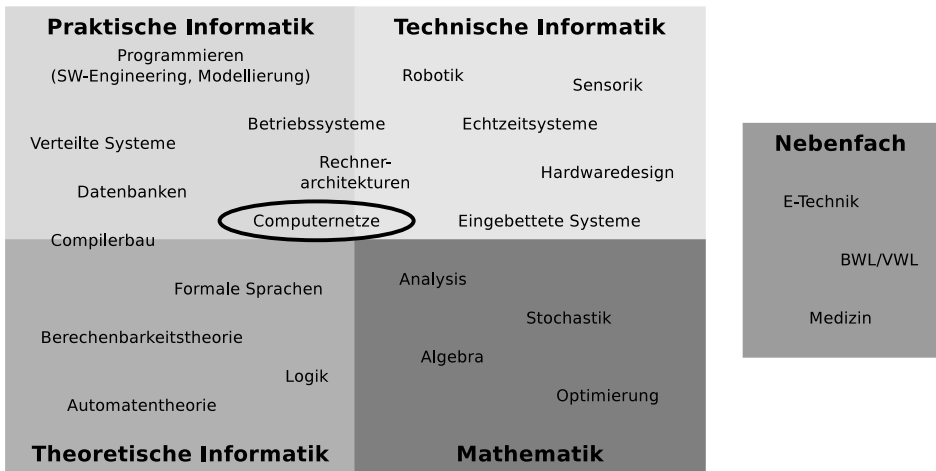 Praktische Informatik
Programmieren
(SW-Engineering, Modellierung)
Betriebssysteme
Verteilte Systeme
Rechner-
architekturen
Datenbanken
Computernetze
Compilerbau
Technische Informatik
Robotik
Sensorik
Echtzeitsysteme
Hardwaredesign
Eingebettete Systeme
Formale Sprachen
Berechenbarkeitstheorie
Logik
Automatentheorie
Theoretische Informatik
Analysis
Stochastik
Algebra
Optimierung
Mathematik
Nebenfach
E-Technik
BWL/VWL
Medizin